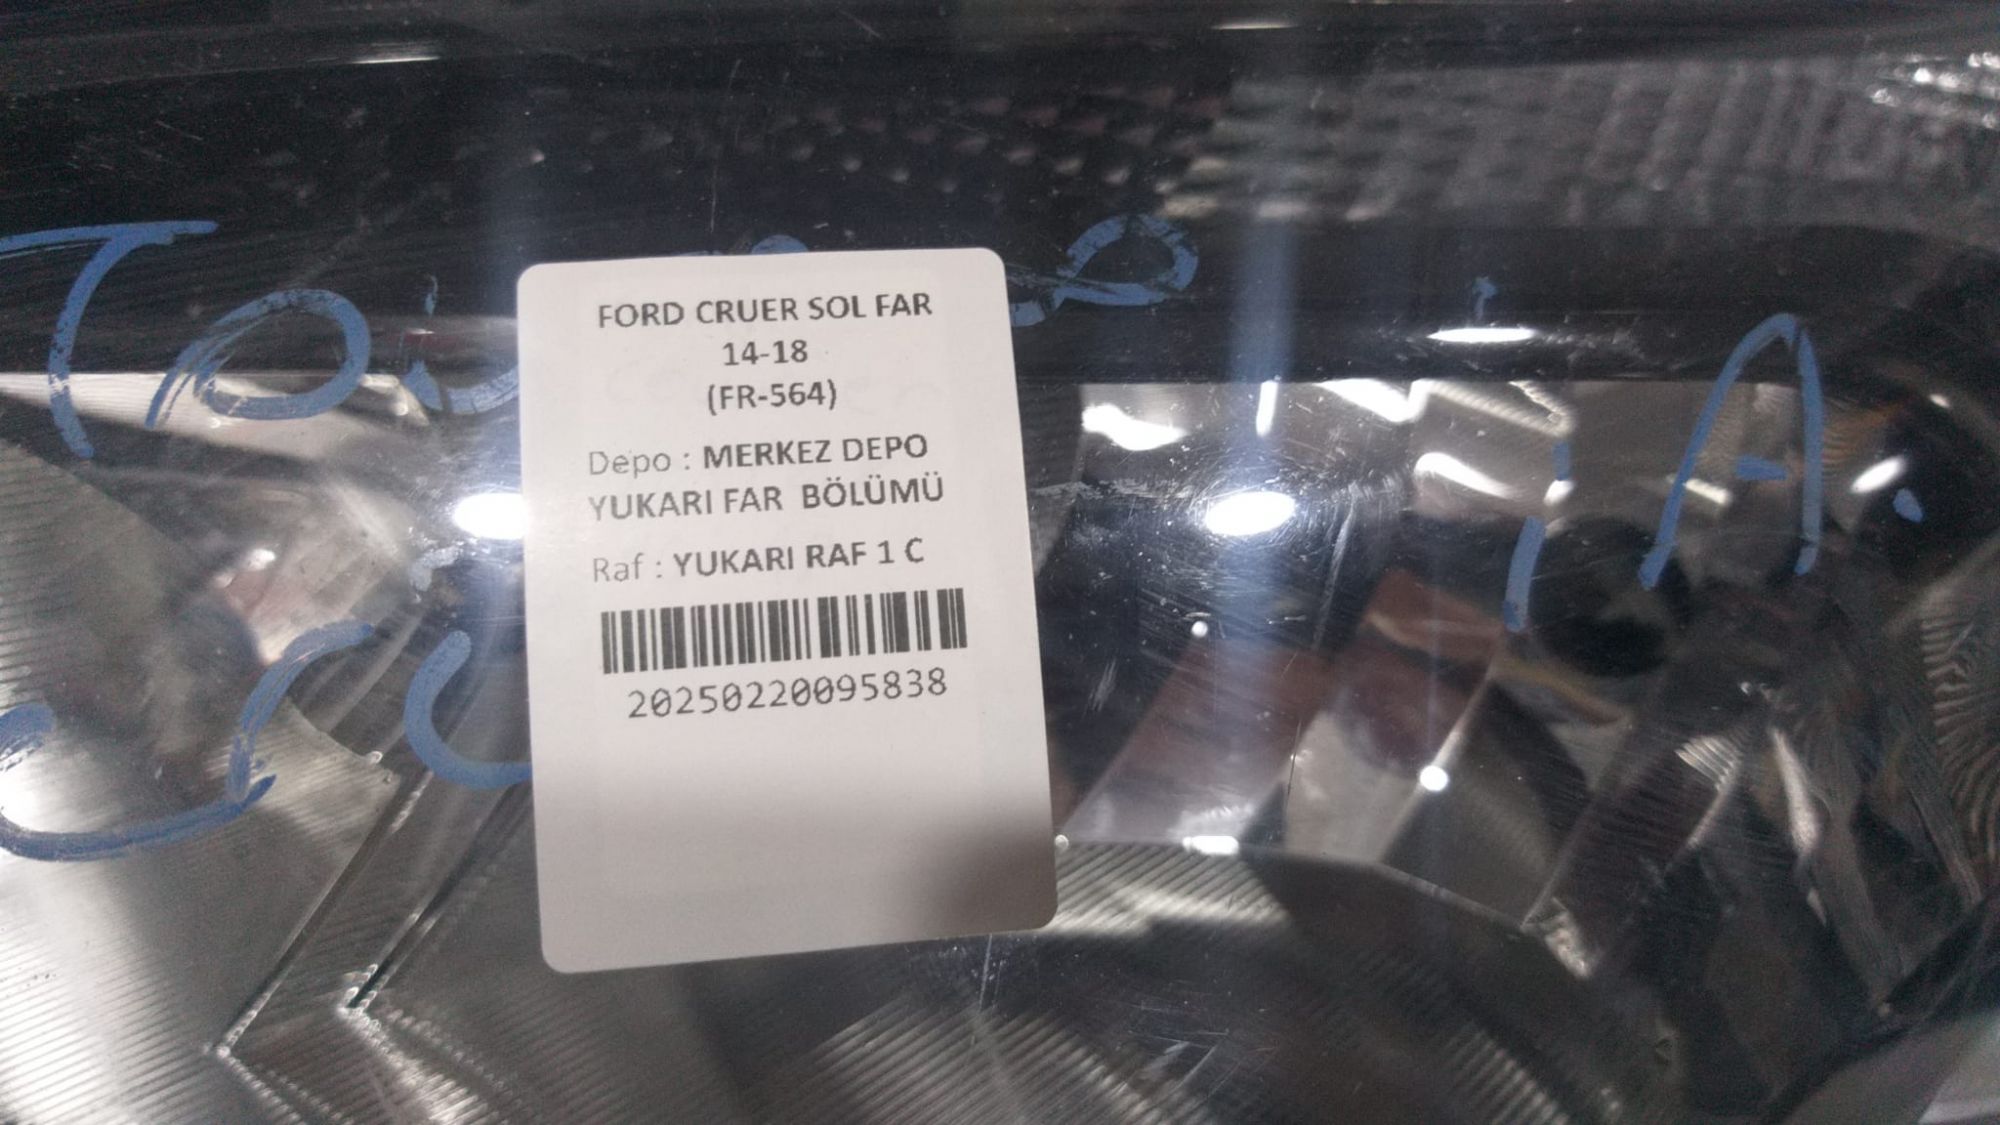 FORD CRUER SOL FAR
14-18
(FR-564)
Depo : MERKEZ DEPO
YUKARI FAR BÖLÜMÜ
Raf : YUKARI RAF 1 C
20250220095838